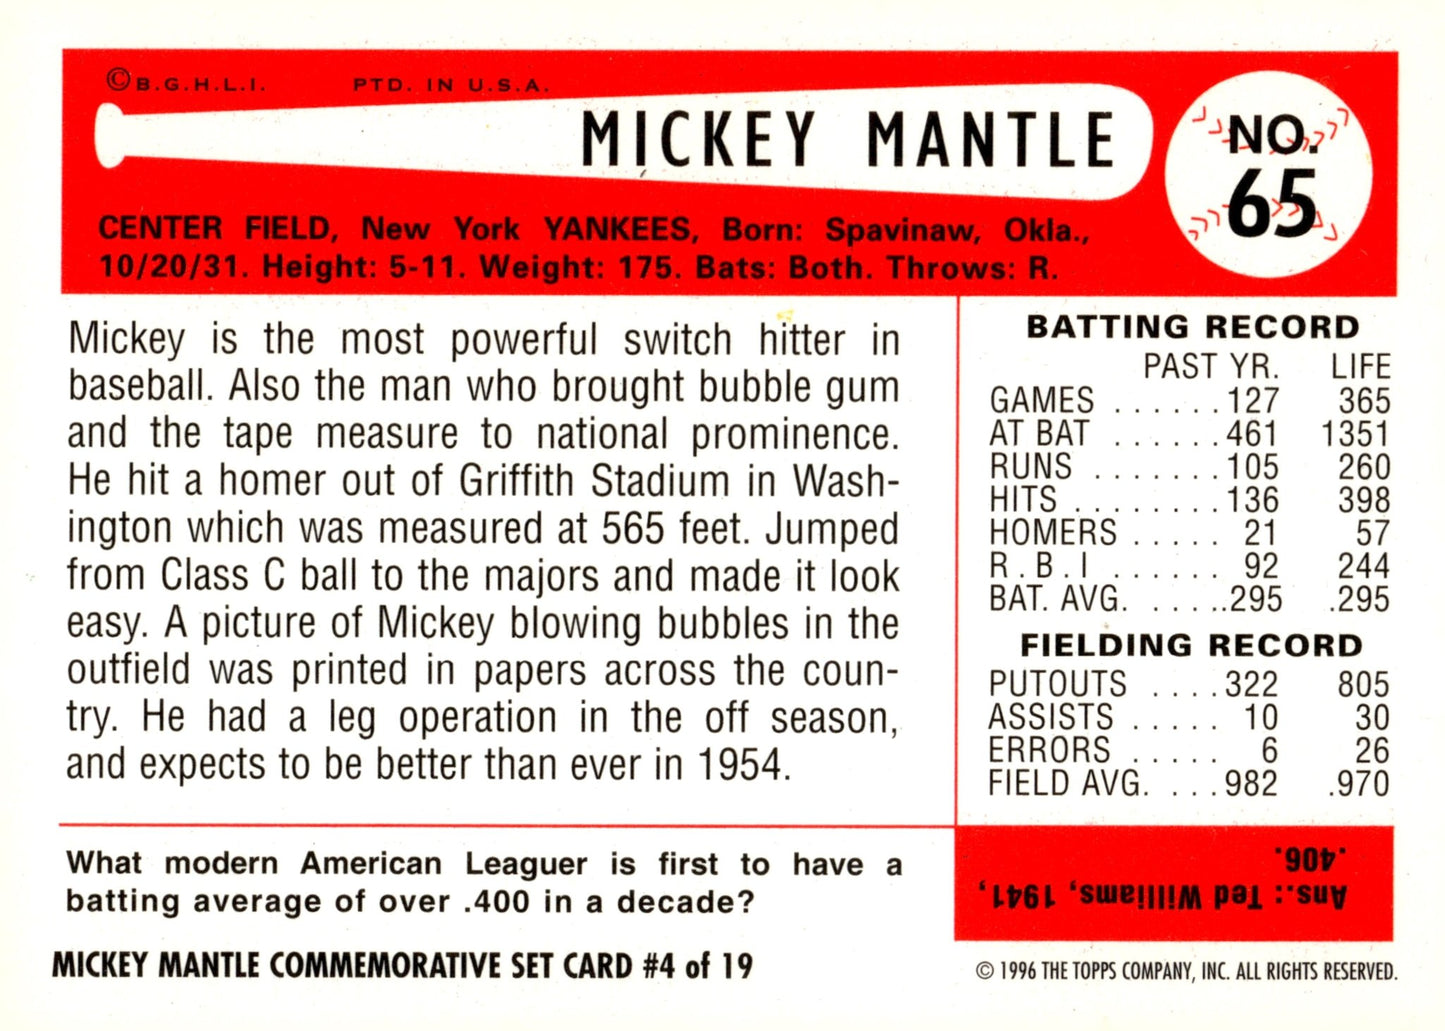 ©B.G.H.L.I. PTD. IN U.S.A.
MICKEY MANTLE
NO.
65
CENTER FIELD, New York YANKEES, Born: Spavinaw, Okla.,
10/20/31. Height: 5-11. Weight: 175. Bats: Both. Throws: R.
Mickey is the most powerful switch hitter in
baseball. Also the man who brought bubble gum
and the tape measure to national prominence.
He hit a homer out of Griffith Stadium in Wash-
ington which was measured at 565 feet. Jumped
from Class C ball to the majors and made it look
easy. A picture of Mickey blowing bubbles in the
outfield was printed in papers across the coun-
try. He had a leg operation in the off season,
and expects to be better than ever in 1954.
BATTING RECORD
PAST YR. LIFE
GAMES ......127 365
AT BAT ......461 1351
RUNS .......105 260
HITS ........136 398
HOMERS ..... 21 57
R.B.I ...... 92 244
BAT. AVG. .....295 .295
FIELDING RECORD
PUTOUTS ....322 805
ASSISTS ..... 10 30
ERRORS ..... 6 26
FIELD AVG. ...982 .970
What modern American Leaguer is first to have a
batting average of over .400 in a decade?
Ans.: Ted Williams, 1941,
.406.
MICKEY MANTLE COMMEMORATIVE SET CARD #4 of 19
© 1996 THE TOPPS COMPANY, INC. ALL RIGHTS RESERVED.